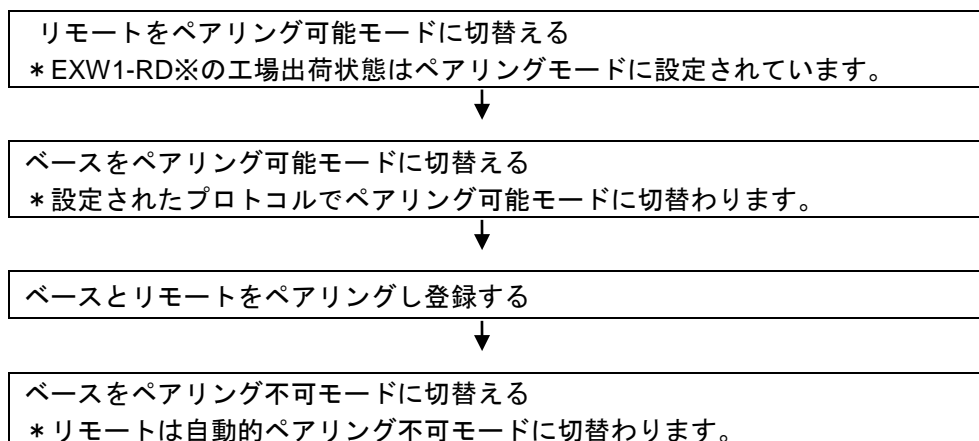 リモートをペアリング可能モードに切替える
＊EXW1-RD※の工場出荷状態はペアリングモードに設定されています。
ベースをペアリング可能モードに切替える
＊設定されたプロトコルでペアリング可能モードに切替わります。
ベースとリモートをペアリングし登録する
ベースをペアリング不可モードに切替える
＊リモートは自動的ペアリング不可モードに切替わります。